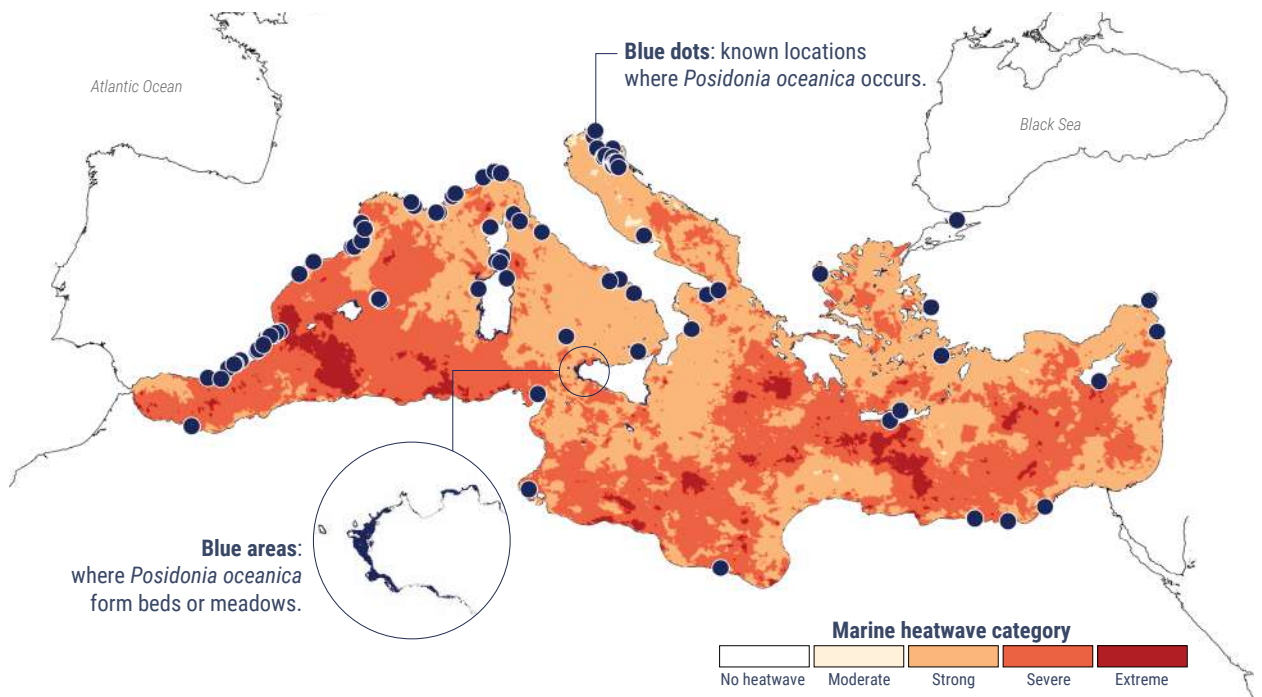 Blue dots: known locations
where Posidonia oceanica occurs.
Atlantic Ocean
Black Sea
Blue areas:
where Posidonia oceanica
form beds or meadows.
Marine heatwave category
No heatwave Moderate Strong Severe Extreme